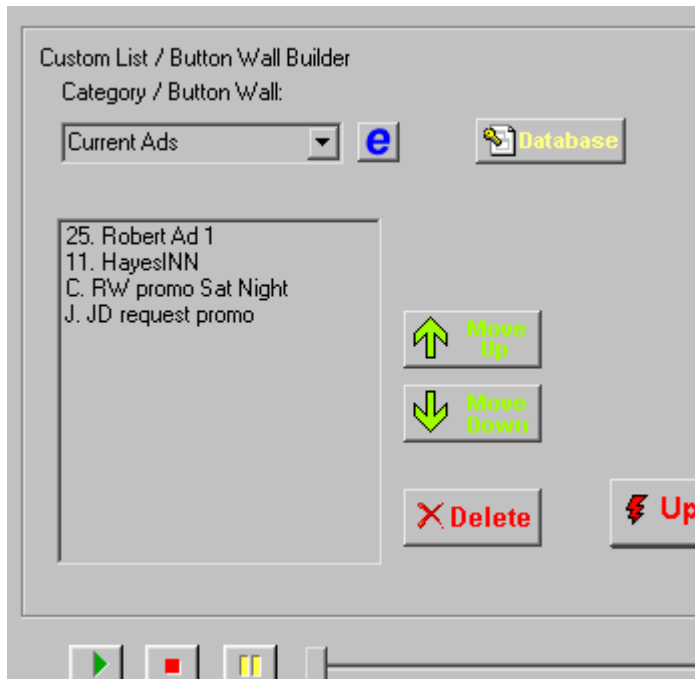 Custom List / Button Wall Builder
Category / Button Wall:
Current Ads
e
Database
25. Robert Ad 1
11. HayesINN
C. RW promo Sat Night
J. JD request promo
Move
Up
Move
Down
Delete
Up